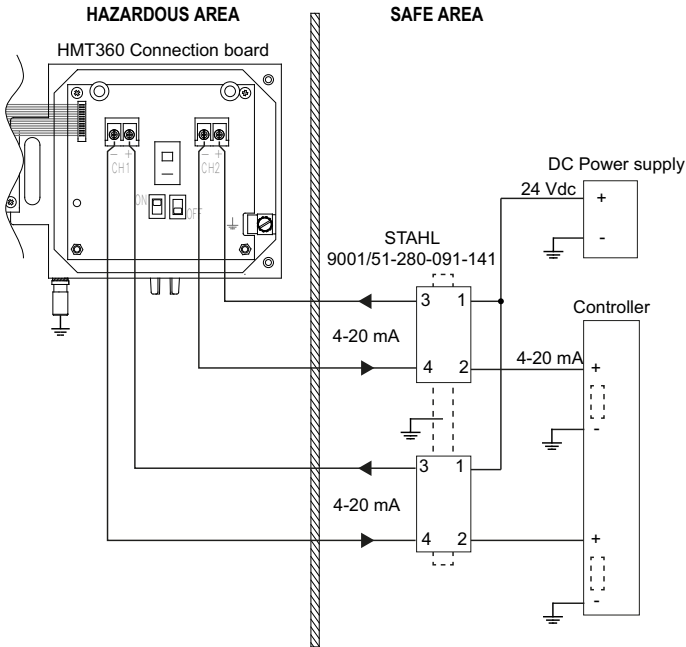 HAZARDOUS AREA
SAFE AREA
HMT360 Connection board
- +
CH1
- +
CH2
ON
OFF
DC Power supply
24 Vdc
+
-
STAHL
9001/51-280-091-141
3 1
4-20 mA
4 2
Controller
4-20 mA
+
-
3 1
4-20 mA
4 2
+
-